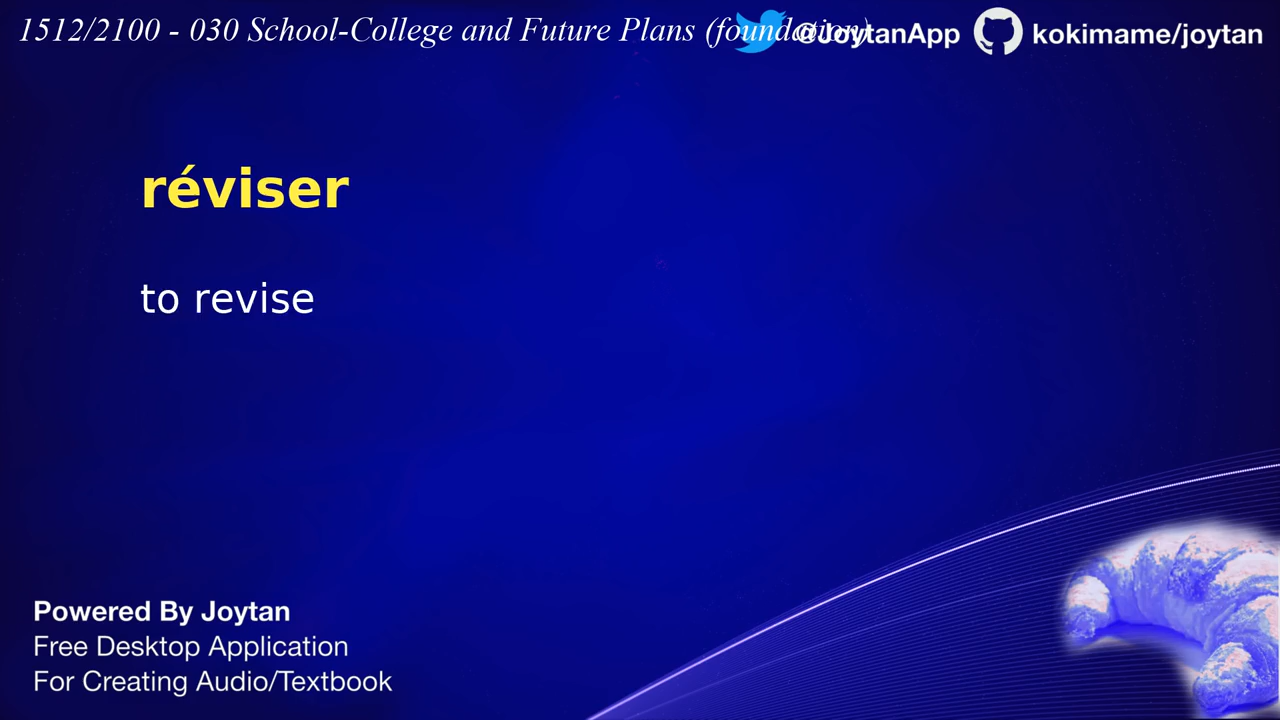 1512/2100 - 030 School-College and Future Plans (foundation)
@JoytanApp
kokimame/joytan
réviser
to revise
Powered By Joytan
Free Desktop Application
For Creating Audio/Textbook